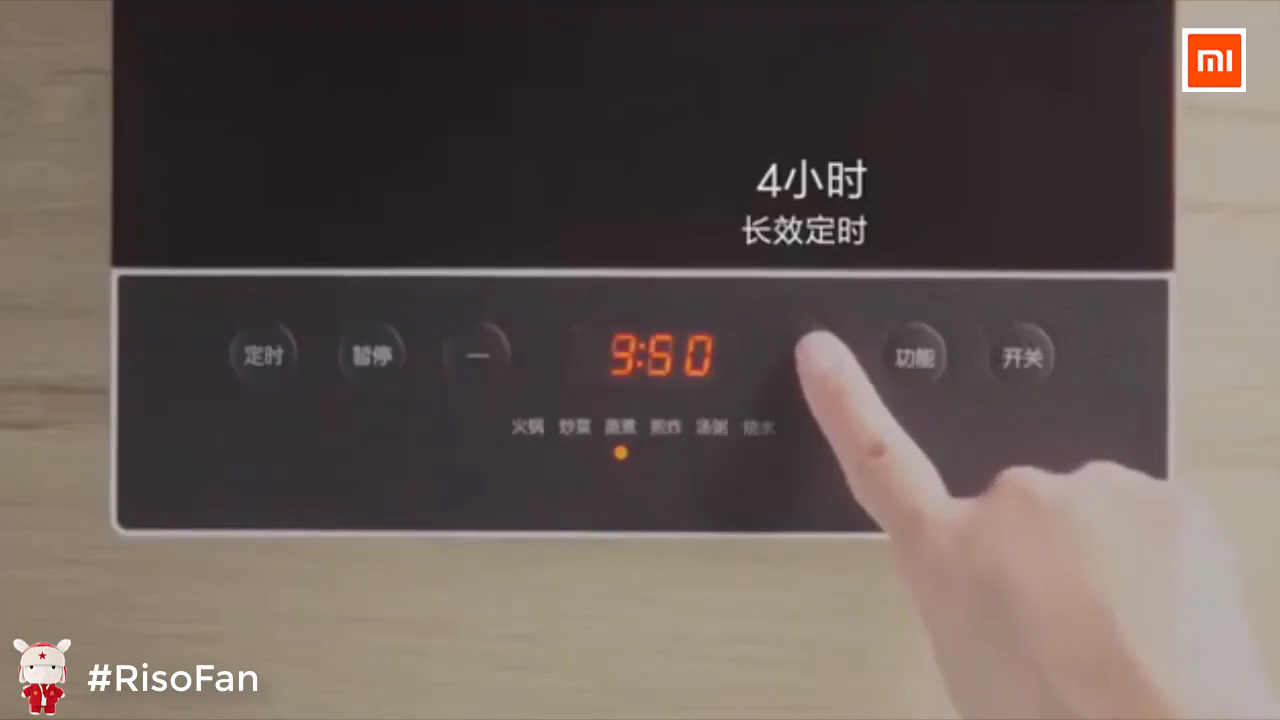 mi
4小时
长效定时
定时 暂停 — 9:50 功能 开关
火锅 炒菜 蒸煮 煎炸 汤粥 烧水
#RisoFan